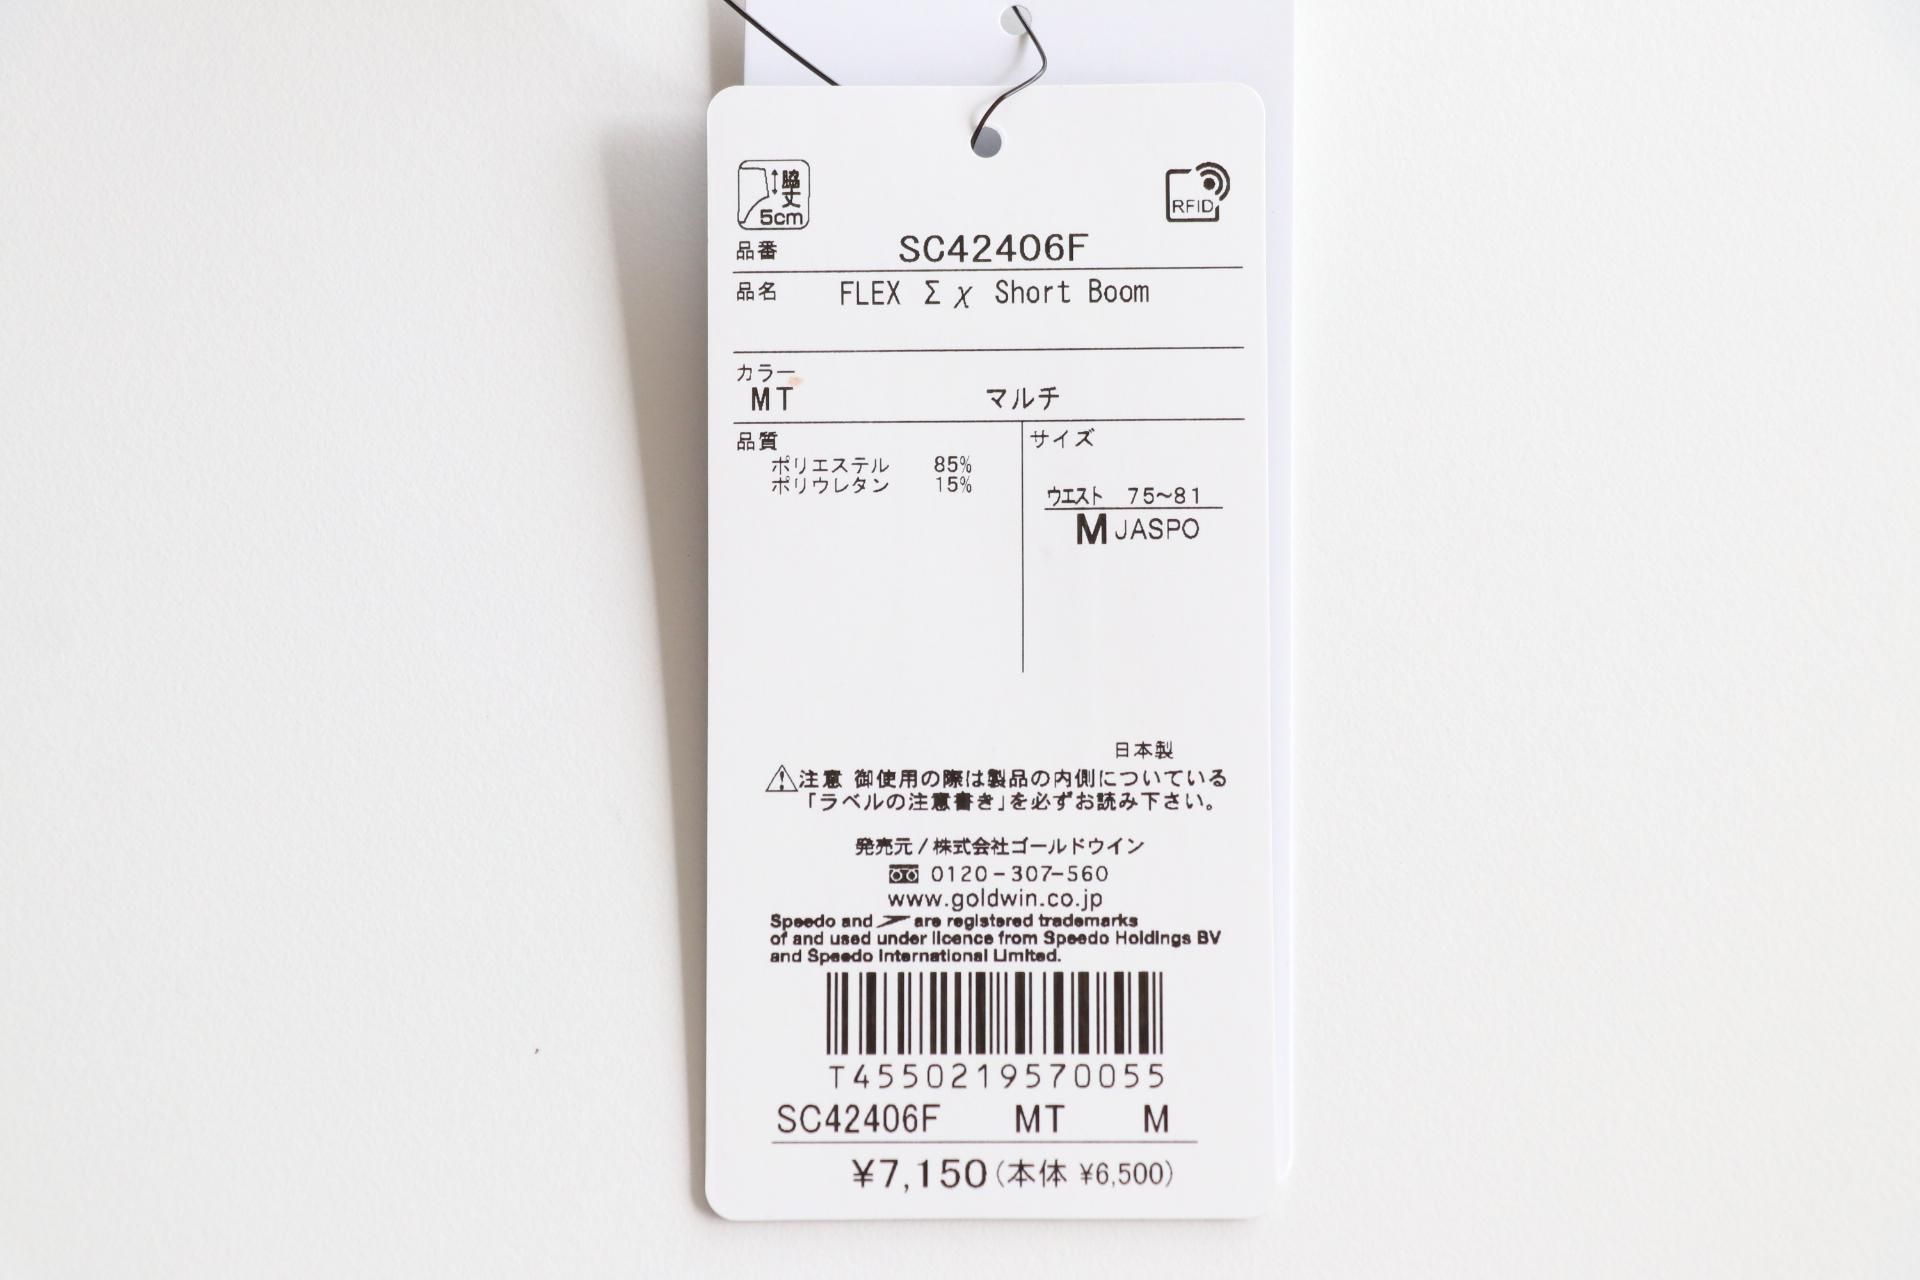 脇丈
5cm
RFID
品番 SC42406F
品名 FLEX Σχ Short Boom
カラー
MT マルチ
品質
ポリエステル 85%
ポリウレタン 15%
サイズ
ウエスト 75~81
M JASPO
日本製
⚠注意 御使用の際は製品の内側についている
「ラベルの注意書き」を必ずお読み下さい。
発売元/株式会社ゴールドウイン
0120-307-560
www.goldwin.co.jp
Speedo and are registered trademarks
of and used under licence from Speedo Holdings BV
and Speedo International Limited.
T4550219570055
SC42406F MT M
¥7,150(本体 ¥6,500)